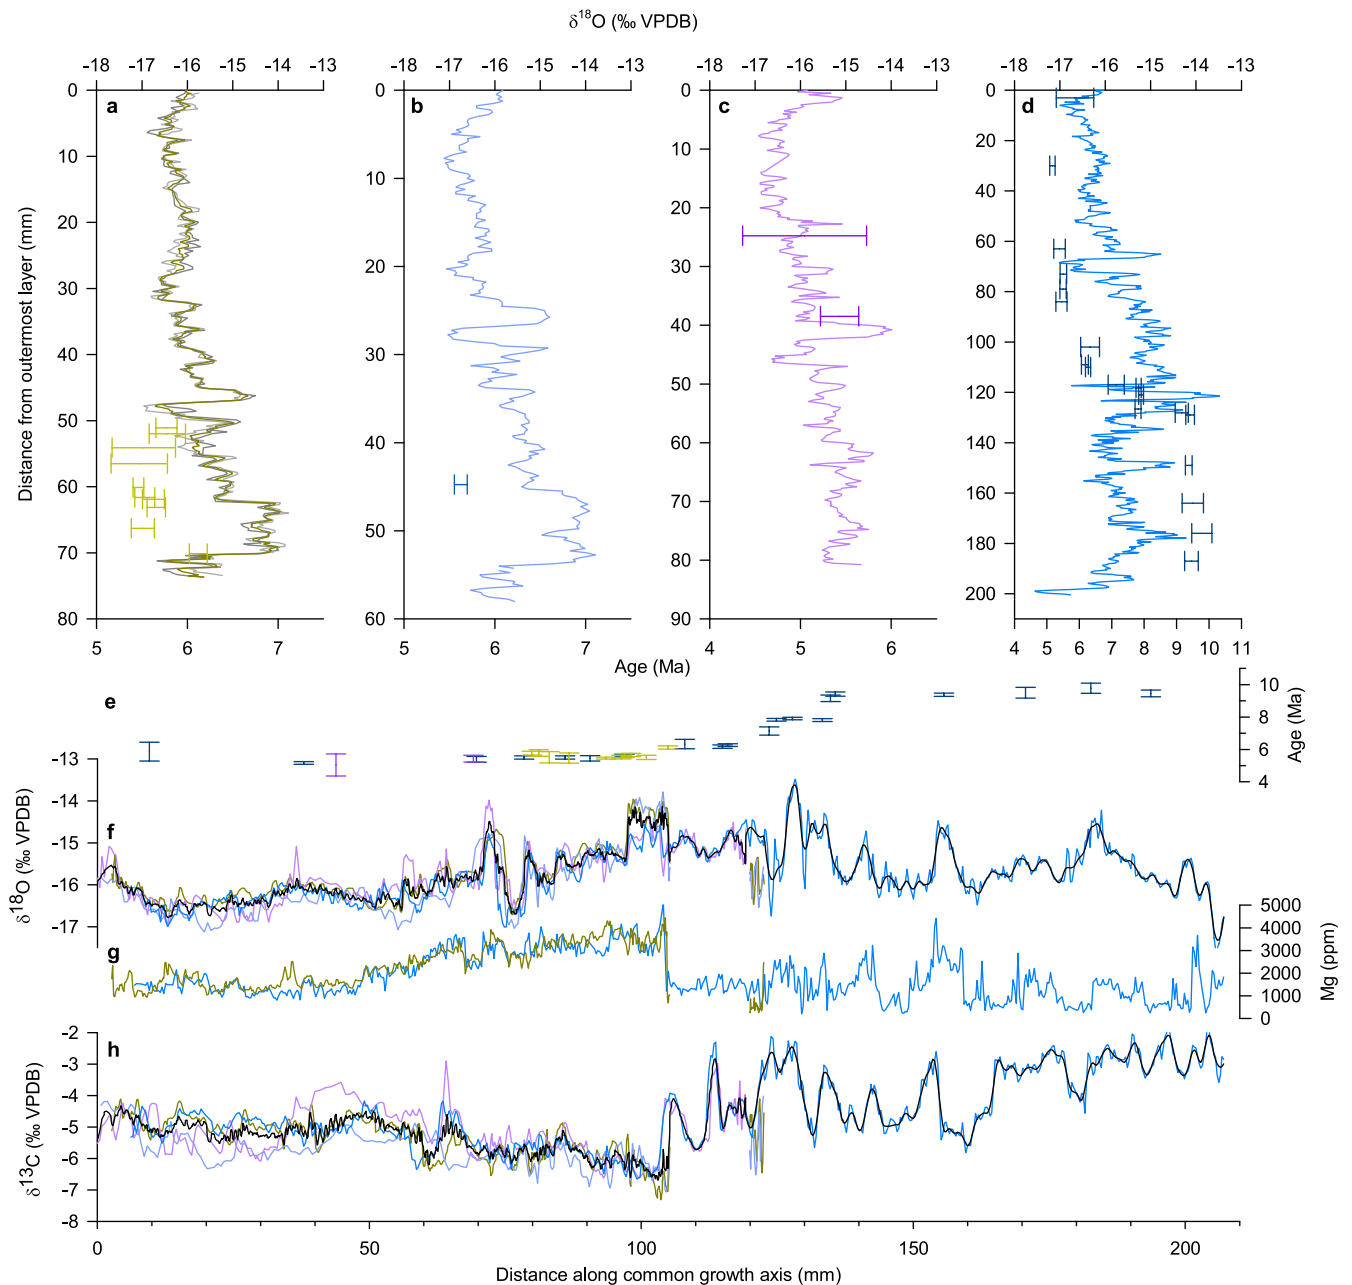 δ18O (‰ VPDB)
-18 -17 -16 -15 -14 -13
-18 -17 -16 -15 -14 -13
-18 -17 -16 -15 -14 -13
-18 -17 -16 -15 -14 -13
a
b
c
d
Distance from outermost layer (mm)
0
10
20
30
40
50
60
70
80
0
10
20
30
40
50
60
0
10
20
30
40
50
60
70
80
90
0
20
40
60
80
100
120
140
160
180
200
5 6 7
5 6 7
4 5 6
4 5 6 7 8 9 10 11
Age (Ma)
e
10
8
6
4
Age (Ma)
f
-13
-14
-15
-16
-17
δ18O (‰ VPDB)
g
5000
4000
3000
2000
1000
0
Mg (ppm)
h
-2
-3
-4
-5
-6
-7
-8
δ13C (‰ VPDB)
0 50 100 150 200
Distance along common growth axis (mm)